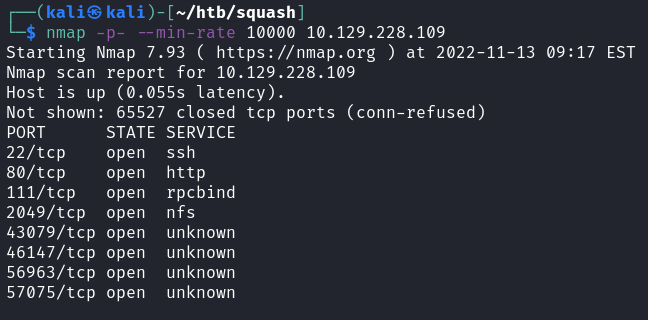 ┌──(kali㉿kali)-[~/htb/squash]
└─$ nmap -p- --min-rate 10000 10.129.228.109
Starting Nmap 7.93 ( https://nmap.org ) at 2022-11-13 09:17 EST
Nmap scan report for 10.129.228.109
Host is up (0.055s latency).
Not shown: 65527 closed tcp ports (conn-refused)
PORT      STATE SERVICE
22/tcp    open  ssh
80/tcp    open  http
111/tcp   open  rpcbind
2049/tcp  open  nfs
43079/tcp open  unknown
46147/tcp open  unknown
56963/tcp open  unknown
57075/tcp open  unknown